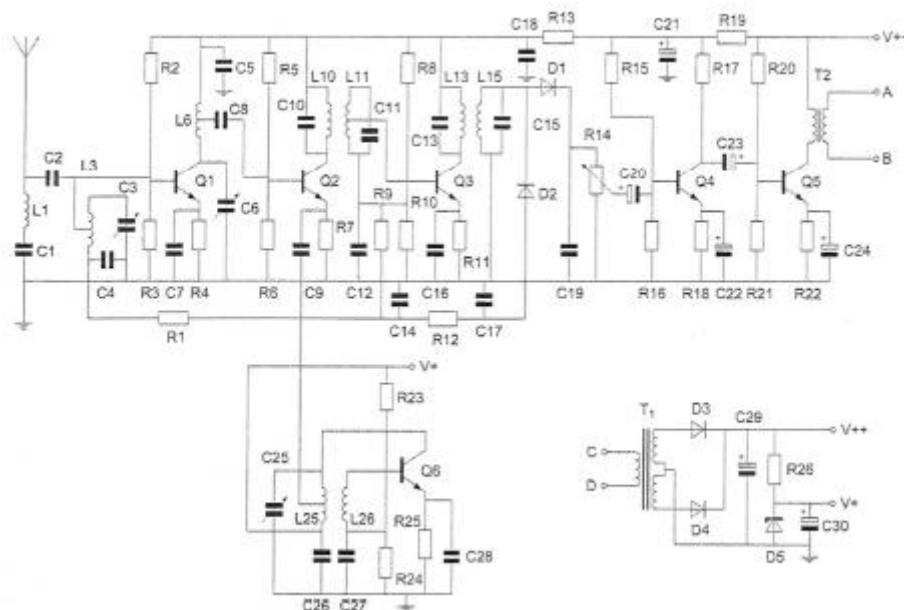 C18 R13 C21 R19 V++
R2 C5 R5 L10 L11 R8 L13 L15 D1 R15 R17 R20 T2
C8 C10 C11 C13 C15 A
L6 R14 C23 B
C2 L3 C3 Q1 Q2 R9 Q3 D2 C20 Q4 Q5
L1 C6 R7 R10 R11 C24
C1 C4 R3 C7 R4 R6 C9 C12 C16 C19 R16 R18 C22 R21 R22
R1 C14 R12 C17
V*
R23
C25 Q6
L25 L26 R25
R24 C28
C26 C27
T1 D3 C29 V++
C R26
D V*
D4 D5 C30